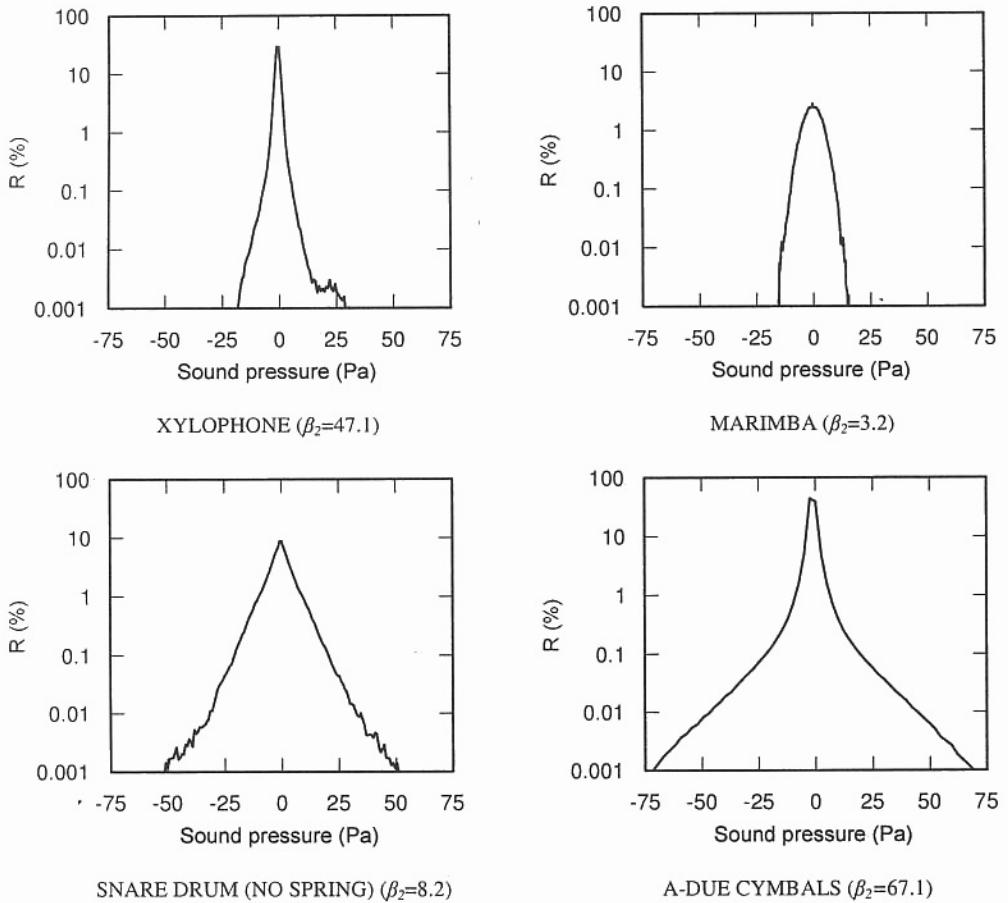 100
10
1
0.1
0.01
0.001
R (%)
-75 -50 -25 0 25 50 75
Sound pressure (Pa)
XYLOPHONE (β₂=47.1)
100
10
1
0.1
0.01
0.001
R (%)
-75 -50 -25 0 25 50 75
Sound pressure (Pa)
MARIMBA (β₂=3.2)
100
10
1
0.1
0.01
0.001
R (%)
-75 -50 -25 0 25 50 75
Sound pressure (Pa)
SNARE DRUM (NO SPRING) (β₂=8.2)
100
10
1
0.1
0.01
0.001
R (%)
-75 -50 -25 0 25 50 75
Sound pressure (Pa)
A-DUE CYMBALS (β₂=67.1)